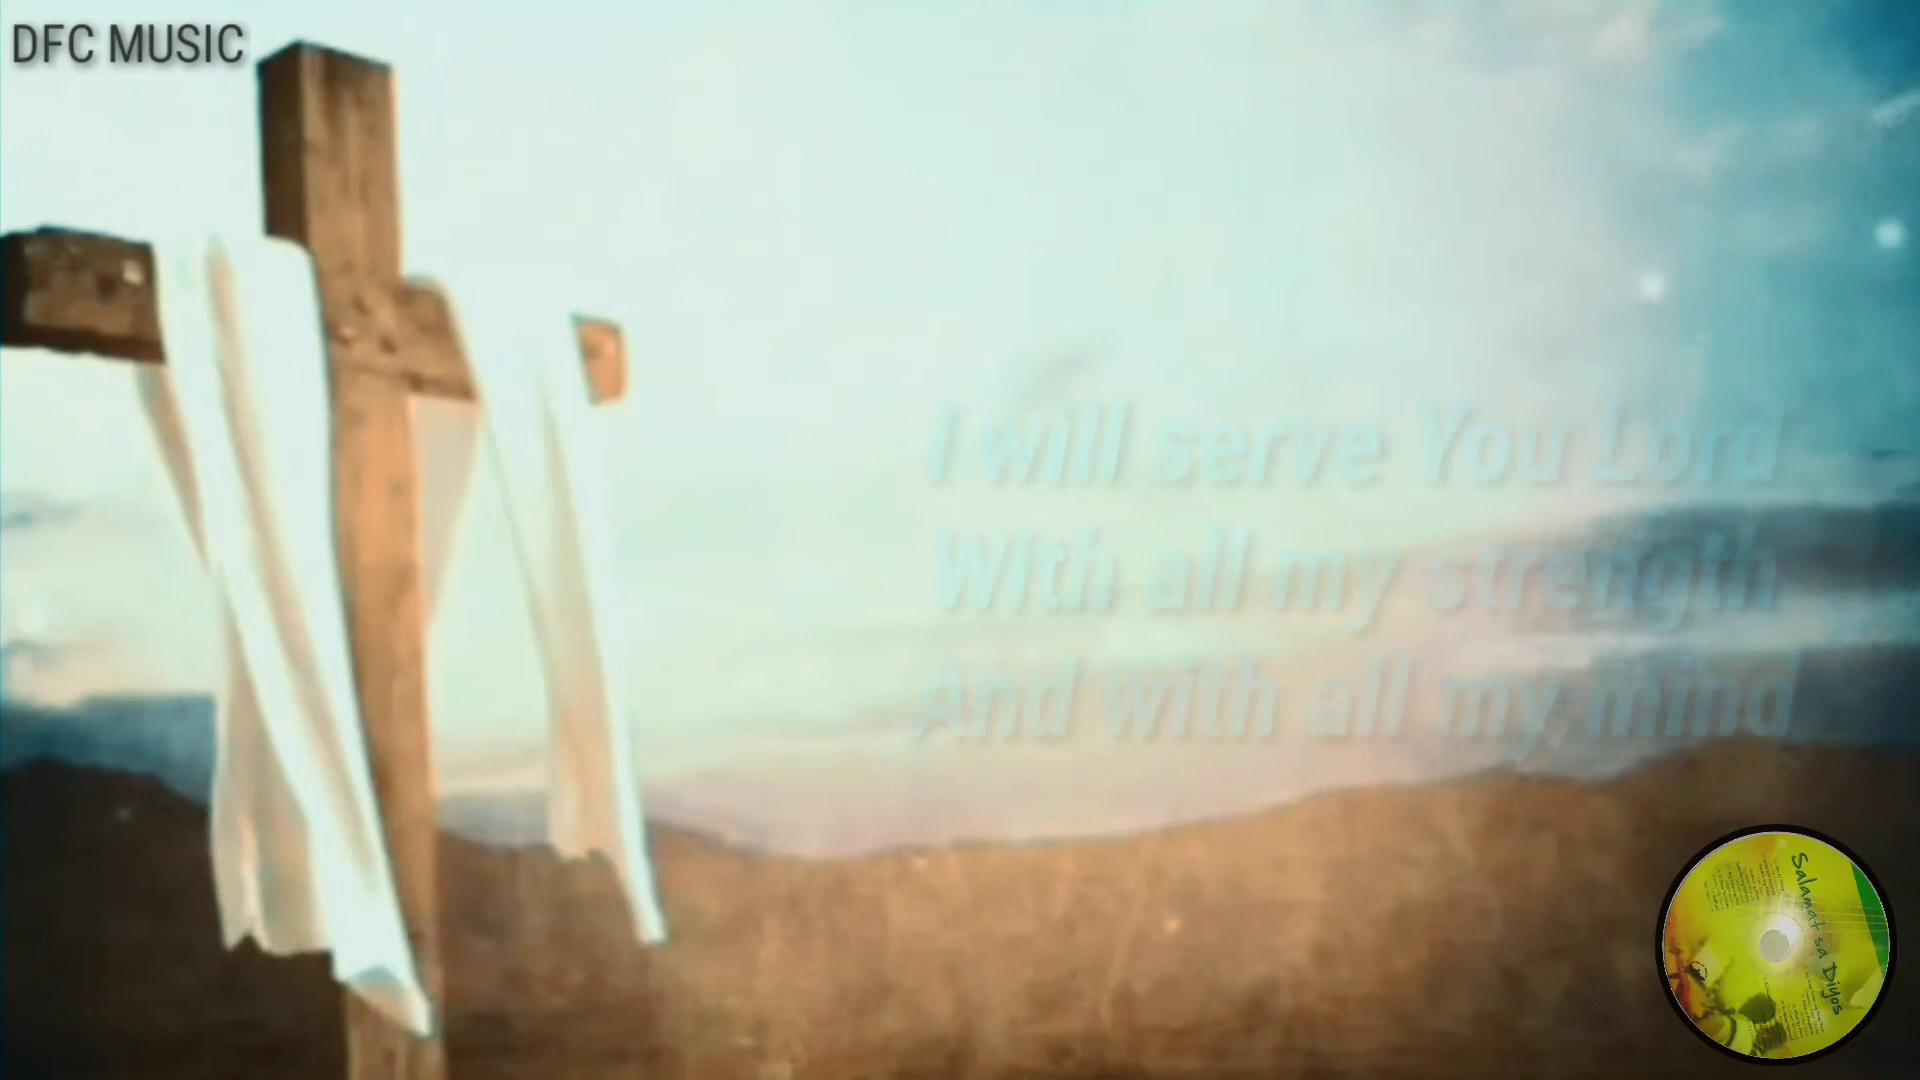 DFC MUSIC
I will serve You Lord
With all my strength
And with all my mind
Salamat sa Diyos